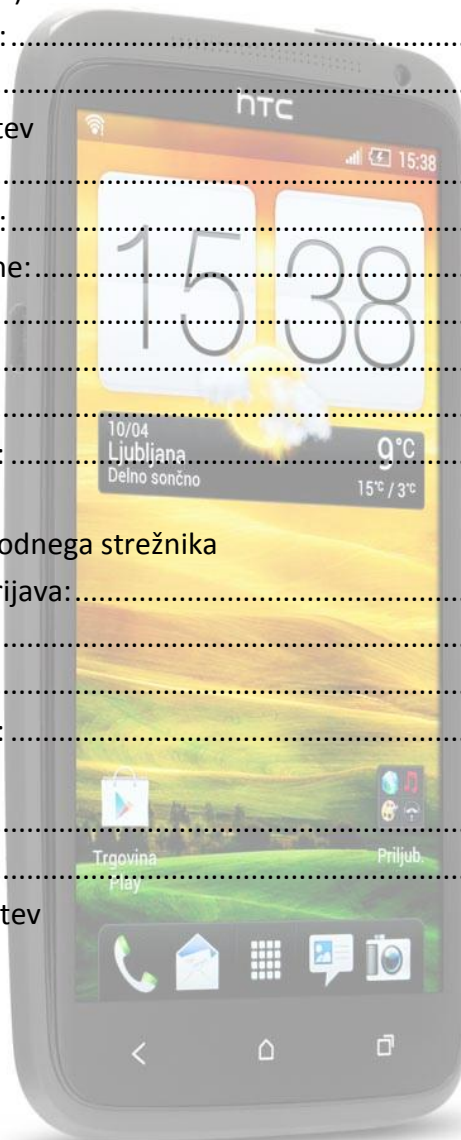 :
hTC
tev
15:38
:
ne:
15 38
10/04
Ljubljana
Delno sončno
9°C
15°C / 3°C
:
odnega strežnika
rijava:
:
Trgovina
Play
Priljub.
tev